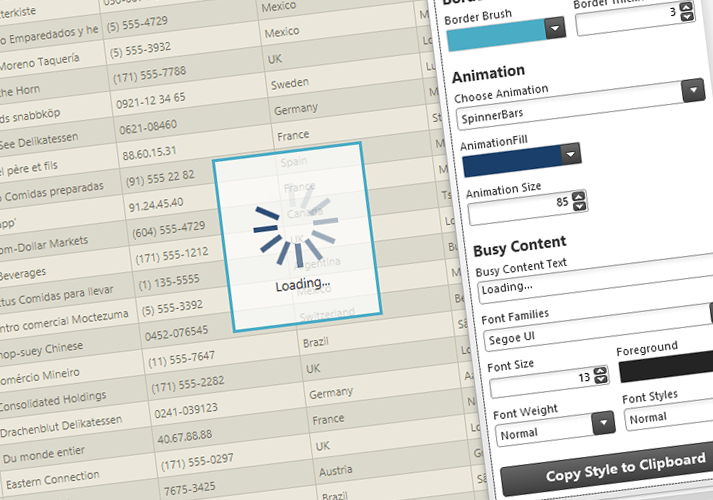 o Emparedados y he (5) 555-4729 Mexico
Moreno Taquería (5) 555-3932 Mexico
he Horn (171) 555-7788 UK
ds snabbköp 0921-12 34 65 Sweden
See Delikatessen 0621-08460 Germany
el père et fils 88.60.15.31 France
o Comidas preparadas (91) 555 22 82 Spain
app' 91.24.45.40 France
om-Dollar Markets (604) 555-4729 Canada
Beverages (171) 555-1212 UK
ctus Comidas para llevar (1) 135-5555 Argentina
ntro comercial Moctezuma (5) 555-3392 Mexico
hop-suey Chinese 0452-076545 Switzerland
omércio Mineiro (11) 555-7647 Brazil
Consolidated Holdings (171) 555-2282 UK
Drachenblut Delikatessen 0241-039123 Germany
Du monde entier 40.67.88.88 France
Eastern Connection (171) 555-0297 UK
7675-3425 Austria
Brazil
Loading...
Border Brush
3
Animation
Choose Animation
SpinnerBars
AnimationFill
Animation Size
85
Busy Content
Busy Content Text
Loading...
Font Families
Segoe UI
Font Size
Foreground
13
Font Weight
Font Styles
Normal
Normal
Copy Style to Clipboard